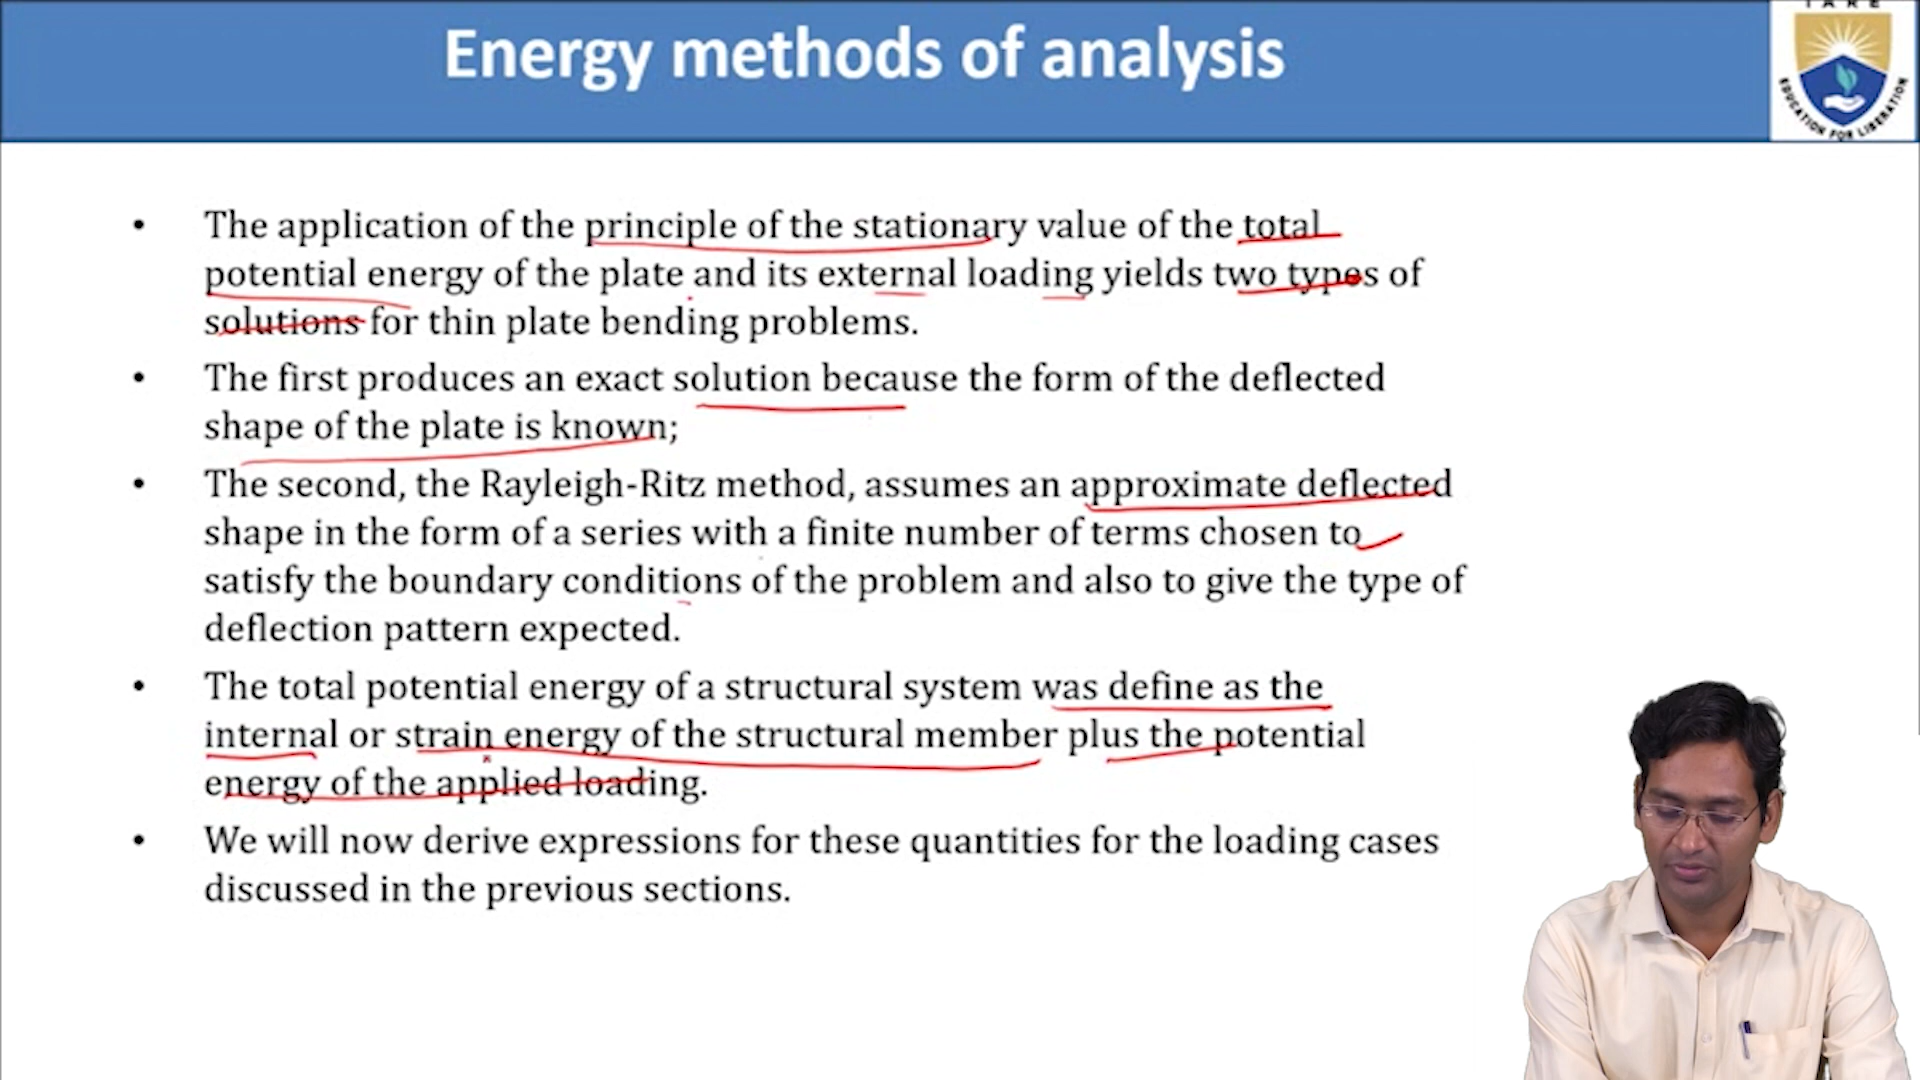 Energy methods of analysis
IARE
EDUCATION FOR LIBERATION
• The application of the principle of the stationary value of the total
potential energy of the plate and its external loading yields two types of
solutions for thin plate bending problems.
• The first produces an exact solution because the form of the deflected
shape of the plate is known;
• The second, the Rayleigh-Ritz method, assumes an approximate deflected
shape in the form of a series with a finite number of terms chosen to
satisfy the boundary conditions of the problem and also to give the type of
deflection pattern expected.
• The total potential energy of a structural system was define as the
internal or strain energy of the structural member plus the potential
energy of the applied loading.
• We will now derive expressions for these quantities for the loading cases
discussed in the previous sections.